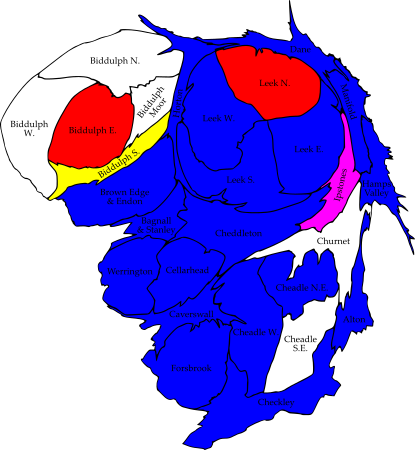 Biddulph N.
Dane
Leek N.
Biddulph
Moor
Biddulph
W.
Biddulph E.
Leek W.
Leek E.
Biddulph S.
Ipstones
Leek S.
Brown Edge
& Endon
Hamps
Valley
Bagnall
& Stanley
Cheddleton
Churnet
Werrington
Cellarhead
Cheadle N.E.
Caverswall
Alton
Cheadle W.
Cheadle
S.E.
Forsbrook
Checkley